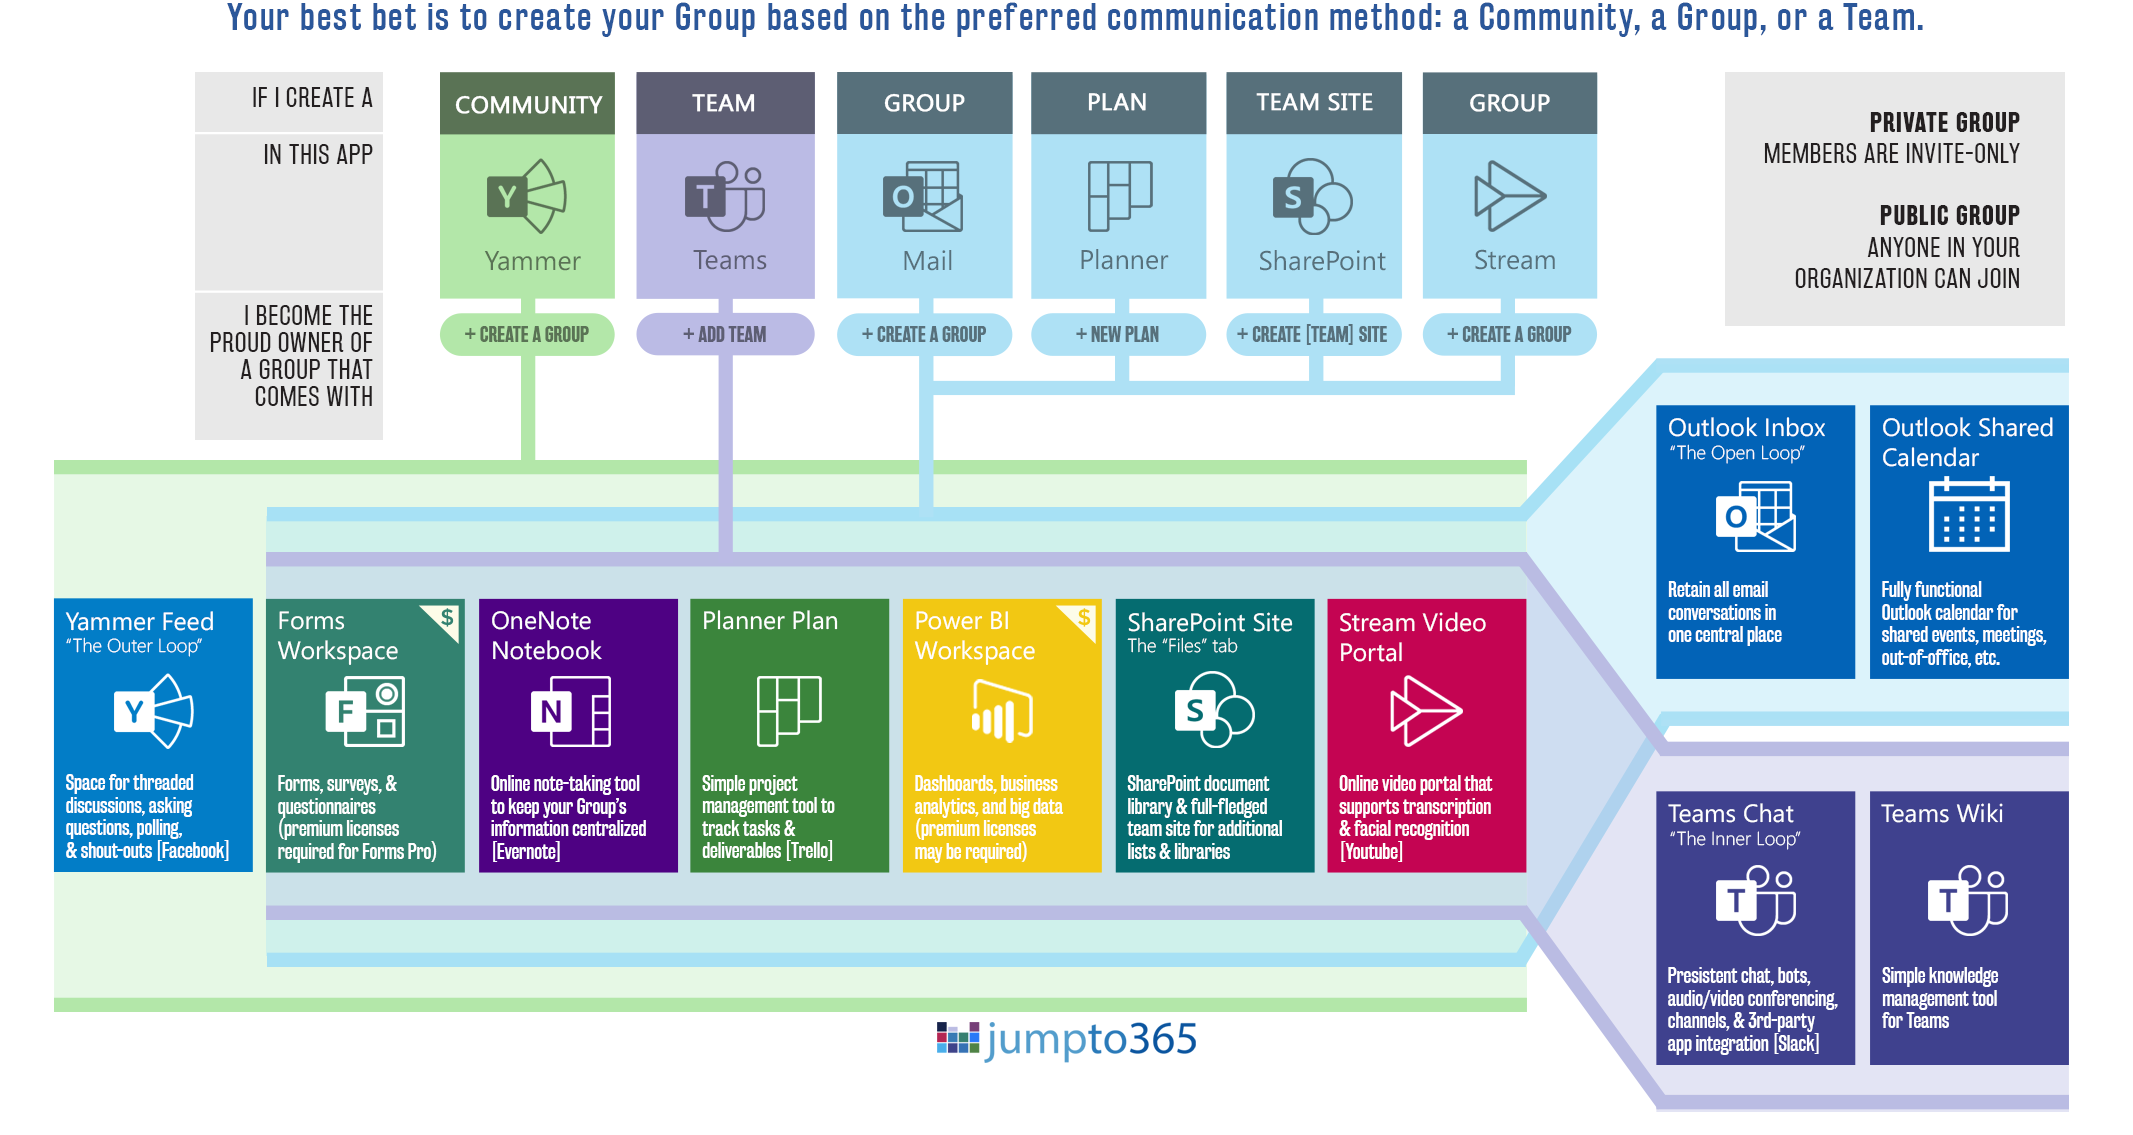 Your best bet is to create your Group based on the preferred communication method: a Community, a Group, or a Team.
IF I CREATE A
IN THIS APP
I BECOME THE
PROUD OWNER OF
A GROUP THAT
COMES WITH
COMMUNITY
Y
Yammer
+ CREATE A GROUP
TEAM
T
Teams
+ ADD TEAM
GROUP
O
Mail
+ CREATE A GROUP
PLAN
Planner
+ NEW PLAN
TEAM SITE
S
SharePoint
+ CREATE [TEAM] SITE
GROUP
Stream
+ CREATE A GROUP
PRIVATE GROUP
MEMBERS ARE INVITE-ONLY
PUBLIC GROUP
ANYONE IN YOUR
ORGANIZATION CAN JOIN
Yammer Feed
"The Outer Loop"
Y
Space for threaded
discussions, asking
questions, polling,
& shout-outs [Facebook]
Forms
Workspace
$
F
Forms, surveys, &
questionnaires
(premium licenses
required for Forms Pro)
OneNote
Notebook
N
Online note-taking tool
to keep your Group's
information centralized
[Evernote]
Planner Plan
Simple project
management tool to
track tasks &
deliverables [Trello]
Power BI
Workspace
$
Dashboards, business
analytics, and big data
(premium licenses
may be required)
SharePoint Site
The "Files" tab
S
SharePoint document
library & full-fledged
team site for additional
lists & libraries
Stream Video
Portal
Online video portal that
supports transcription
& facial recognition
[Youtube]
Outlook Inbox
"The Open Loop"
O
Retain all email
conversations in
one central place
Outlook Shared
Calendar
Fully functional
Outlook calendar for
shared events, meetings,
out-of-office, etc.
Teams Chat
"The Inner Loop"
T
Presistent chat, bots,
audio/video conferencing,
channels, & 3rd-party
app integration [Slack]
Teams Wiki
T
Simple knowledge
management tool
for Teams
jumpto365